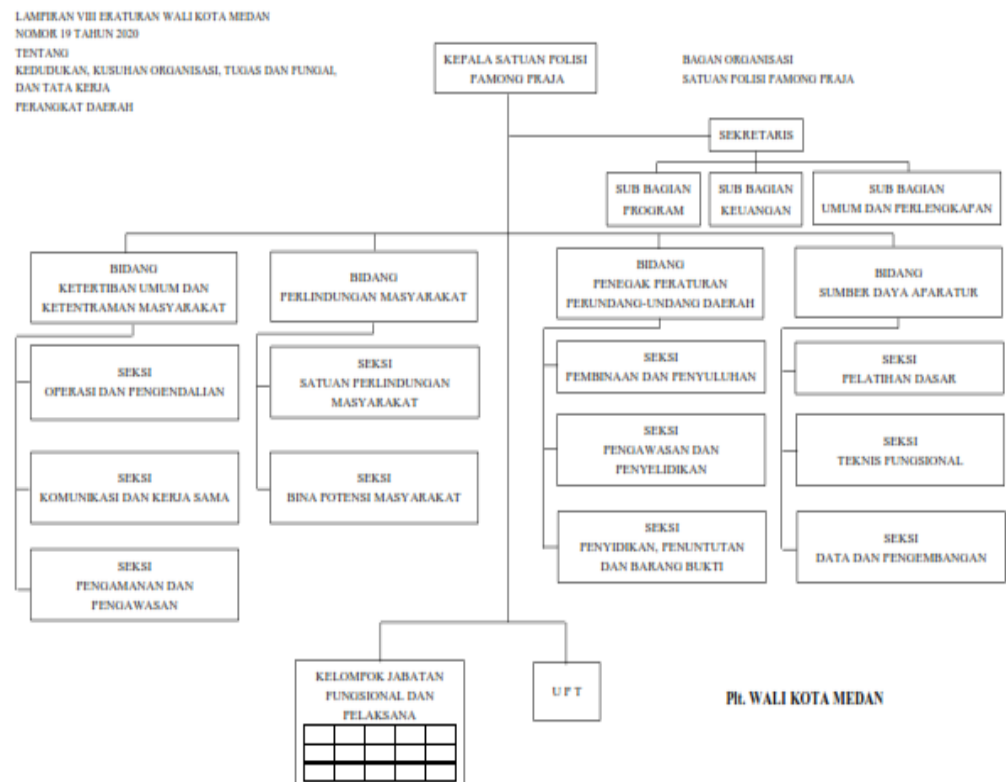 LAMPIRAN VIII ERATURAN WALI KOTA MEDAN
NOMOR 19 TAHUN 2020
TENTANG
KEDUDUKAN, KUSUHAN ORGANISASI, TUGAS DAN FUNGAI,
DAN TATA KERJA
PERANGKAT DAERAH
KEPALA SATUAN POLISI
PAMONG PRAJA
BAGAN ORGANISASI
SATUAN POLISI PAMONG PRAJA
SEKRETARIS
SUB BAGIAN
PROGRAM
SUB BAGIAN
KEUANGAN
SUB BAGIAN
UMUM DAN PERLENGKAPAN
BIDANG
KETERTIBAN UMUM DAN
KETENTRAMAN MASYARAKAT
BIDANG
PERLINDUNGAN MASYARAKAT
BIDANG
PENEGAK PERATURAN
PERUNDANG-UNDANG DAERAH
BIDANG
SUMBER DAYA APARATUR
SEKSI
OPERASI DAN PENGENDALIAN
SEKSI
SATUAN PERLINDUNGAN
MASYARAKAT
SEKSI
PEMBINAAN DAN PENYULUHAN
SEKSI
PELATIHAN DASAR
SEKSI
KOMUNIKASI DAN KERJA SAMA
SEKSI
BINA POTENSI MASYARAKAT
SEKSI
PENGAWASAN DAN
PENYELIDIKAN
SEKSI
TEKNIS FUNGSIONAL
SEKSI
PENGAMANAN DAN
PENGAWASAN
SEKSI
PENYIDIKAN, PENUNTUTAN
DAN BARANG BUKTI
SEKSI
DATA DAN PENGEMBANGAN
KELOMPOK JABATAN
FUNGSIONAL DAN
PELAKSANA
U P T
Plt. WALI KOTA MEDAN